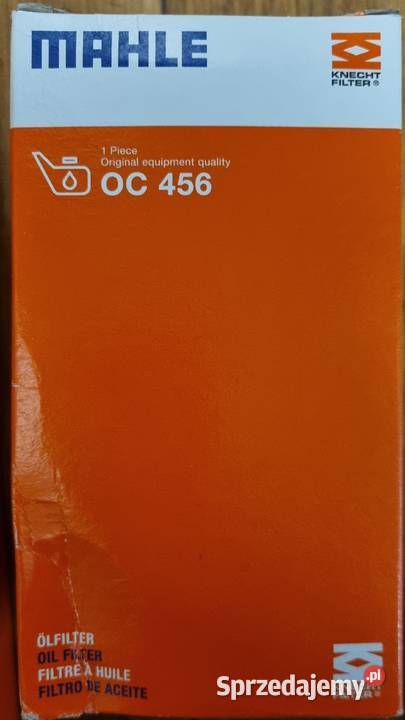 MAHLE
KNECHT
FILTER®
1 Piece
Original equipment quality
OC 456
ÖLFILTER
OIL FILTER
FILTRE À HUILE
FILTRO DE ACEITE
Sprzedajemy.pl